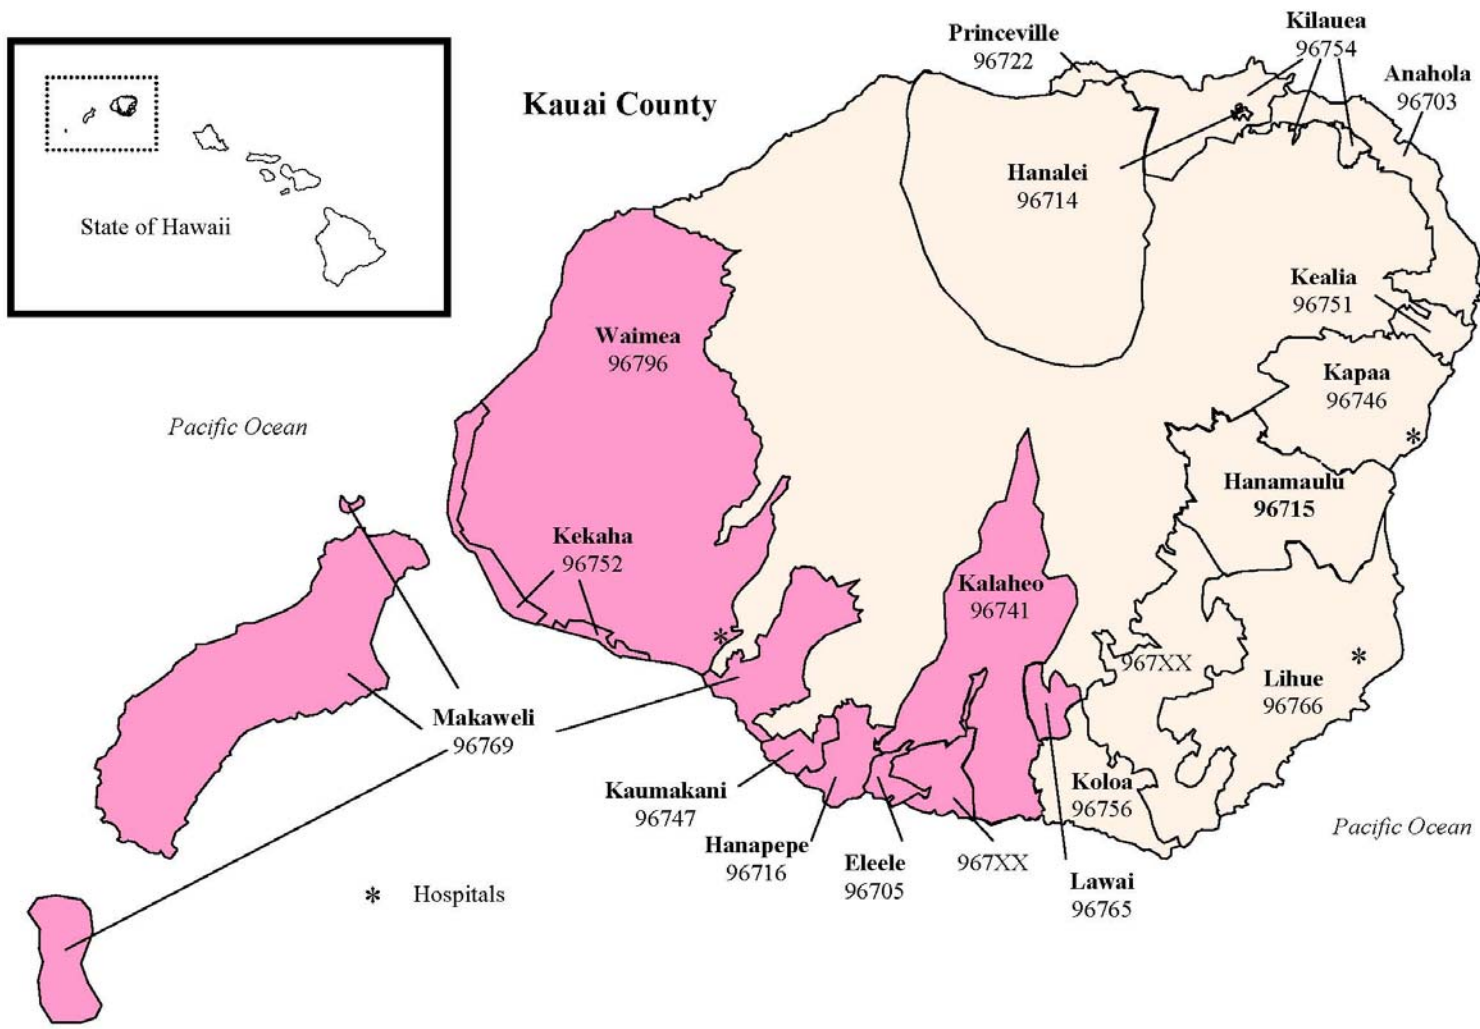 Kauai County
State of Hawaii
Princeville
96722
Kilauea
96754
Anahola
96703
Hanalei
96714
Kealia
96751
Waimea
96796
Kapaa
96746
*
Pacific Ocean
Hanamaulu
96715
Kekaha
96752
Kalaheo
96741
*
967XX
*
Lihue
96766
Makaweli
96769
Kaumakani
96747
Koloa
96756
Pacific Ocean
Hanapepe
96716
Eleele
96705
967XX
Lawai
96765
* Hospitals